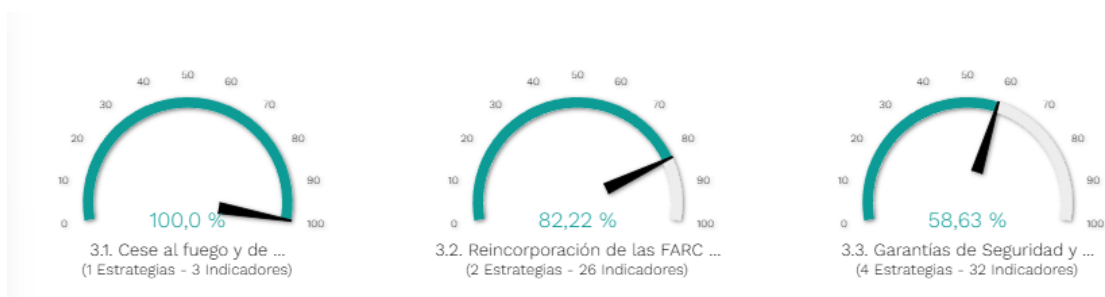 0 10 20 30 40 50 60 70 80 90 100
100,0 %
3.1. Cese al fuego y de ...
(1 Estrategias - 3 Indicadores)
0 10 20 30 40 50 60 70 80 90 100
82,22 %
3.2. Reincorporación de las FARC ...
(2 Estrategias - 26 Indicadores)
0 10 20 30 40 50 60 70 80 90 100
58,63 %
3.3. Garantías de Seguridad y ...
(4 Estrategias - 32 Indicadores)